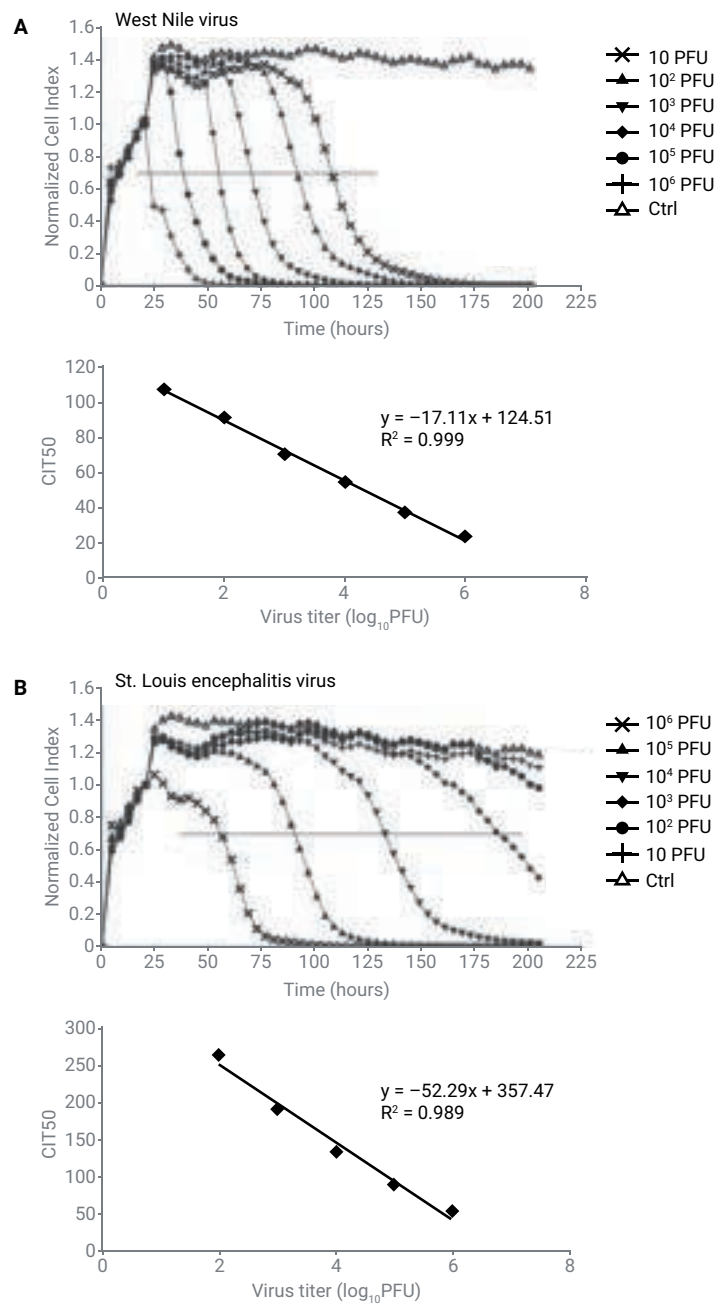 A
West Nile virus
Normalized Cell Index
1.6
1.4
1.2
1.0
0.8
0.6
0.4
0.2
0
0 25 50 75 100 125 150 175 200 225
Time (hours)
10 PFU
10² PFU
10³ PFU
10⁴ PFU
10⁵ PFU
10⁶ PFU
Ctrl
CIT50
120
100
80
60
40
20
0
y = −17.11x + 124.51
R² = 0.999
0 2 4 6 8
Virus titer (log₁₀PFU)
B
St. Louis encephalitis virus
Normalized Cell Index
1.6
1.4
1.2
1.0
0.8
0.6
0.4
0.2
0
0 25 50 75 100 125 150 175 200 225
Time (hours)
10⁶ PFU
10⁵ PFU
10⁴ PFU
10³ PFU
10² PFU
10 PFU
Ctrl
CIT50
300
250
200
150
100
50
0
y = −52.29x + 357.47
R² = 0.989
0 2 4 6 8
Virus titer (log₁₀PFU)